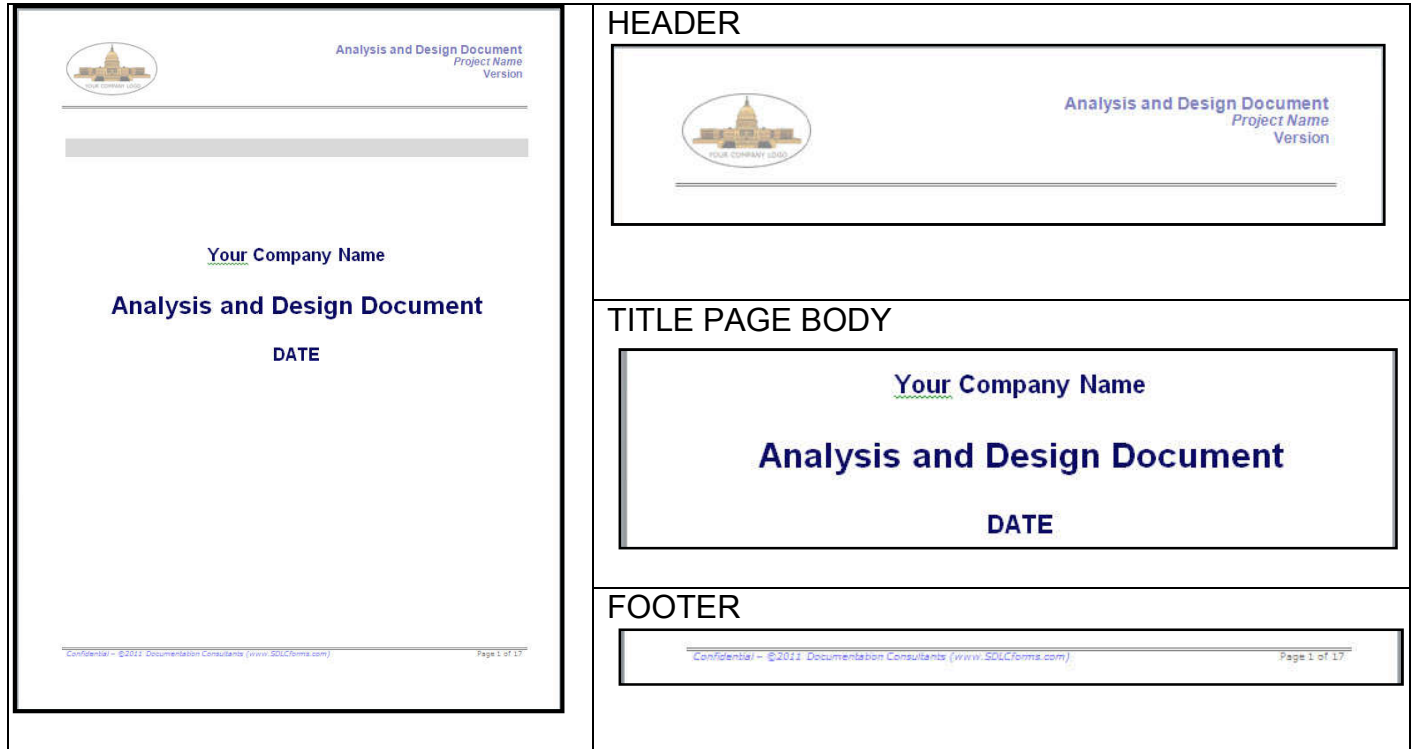 YOUR COMPANY LOGO
Analysis and Design Document
Project Name
Version
Your Company Name
Analysis and Design Document
DATE
Confidential – ©2011 Documentation Consultants (www.SDLCforms.com)
Page 1 of 17
HEADER
YOUR COMPANY LOGO
Analysis and Design Document
Project Name
Version
TITLE PAGE BODY
Your Company Name
Analysis and Design Document
DATE
FOOTER
Confidential – ©2011 Documentation Consultants (www.SDLCforms.com)
Page 1 of 17